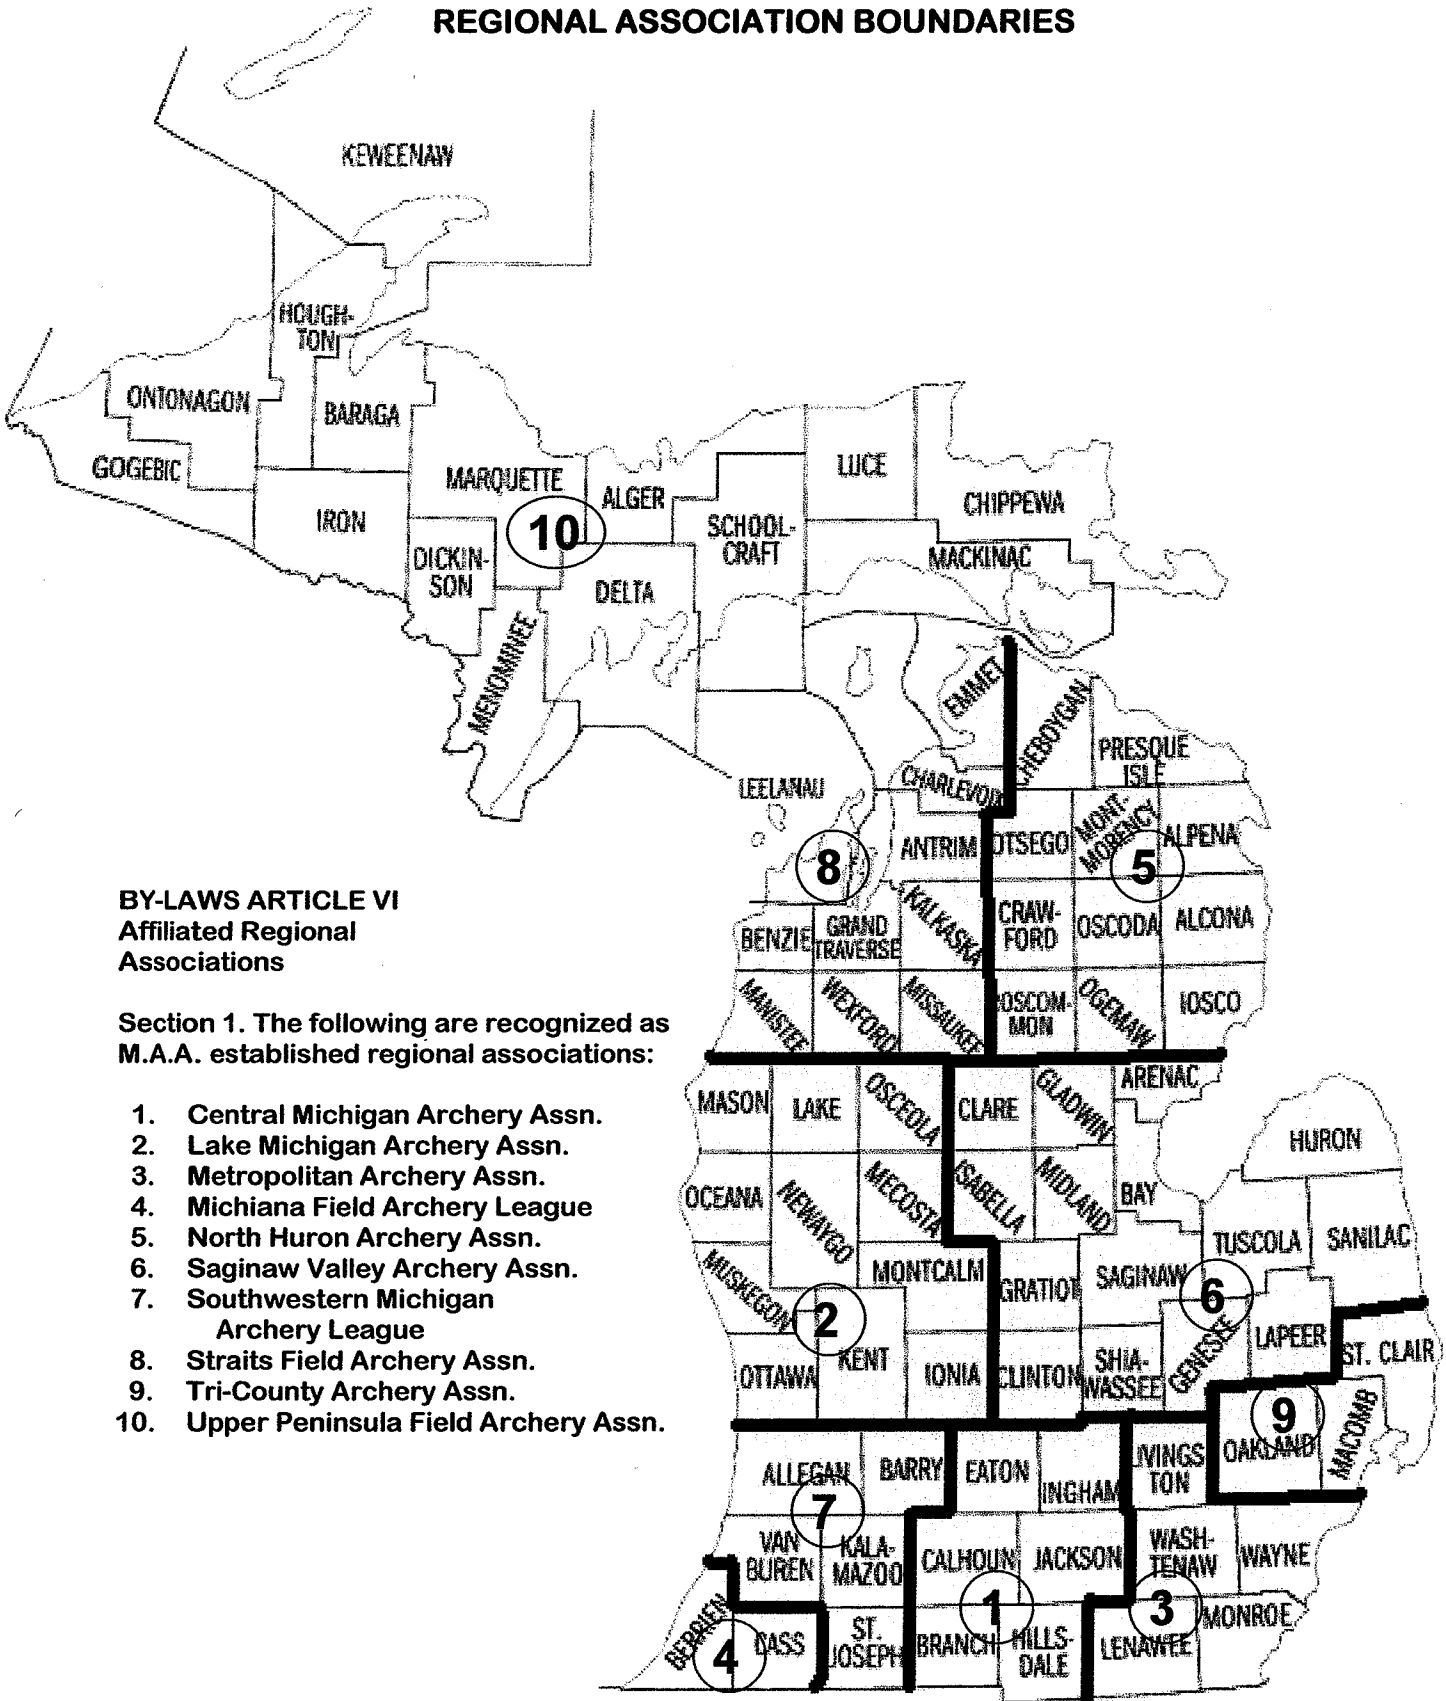 REGIONAL ASSOCIATION BOUNDARIES
KEWEENAW
HOUGH-
TON
ONTONAGON
BARAGA
GOGEBIC
MARQUETTE
ALGER
LUCE
IRON
CHIPPEWA
10
SCHOOL-
CRAFT
DICKIN-
SON
MACKINAC
DELTA
MENOMINEE
EMMET
CHEBOYGAN
PRESQUE
ISLE
LEELANAU
CHARLEVOIX
MONT-
MORENCY
ANTRIM
OTSEGO
ALPENA
8
5
KALKASKA
CRAW-
FORD
OSCODA
ALCONA
BENZIE
GRAND
TRAVERSE
MANISTEE
WEXFORD
MISSAUKEE
ROSCOM-
MON
OGEMAW
IOSCO
BY-LAWS ARTICLE VI
Affiliated Regional
Associations
Section 1. The following are recognized as
M.A.A. established regional associations:
1. Central Michigan Archery Assn.
2. Lake Michigan Archery Assn.
3. Metropolitan Archery Assn.
4. Michiana Field Archery League
5. North Huron Archery Assn.
6. Saginaw Valley Archery Assn.
7. Southwestern Michigan
Archery League
8. Straits Field Archery Assn.
9. Tri-County Archery Assn.
10. Upper Peninsula Field Archery Assn.
MASON
LAKE
OSCEOLA
CLARE
GLADWIN
ARENAC
HURON
OCEANA
NEWAYGO
MECOSTA
ISABELLA
MIDLAND
BAY
TUSCOLA
SANILAC
MUSKEGON
MONTCALM
GRATIOT
SAGINAW
6
2
KENT
GENESEE
LAPEER
ST. CLAIR
OTTAWA
IONIA
CLINTON
SHIA-
WASSEE
9
OAKLAND
MACOMB
ALLEGAN
BARRY
EATON
INGHAM
LIVINGS
TON
7
VAN
BUREN
KALA-
MAZOO
CALHOUN
JACKSON
WASH-
TENAW
WAYNE
BERRIEN
4
CASS
ST.
JOSEPH
1
BRANCH
HILLS-
DALE
3
LENAWEE
MONROE